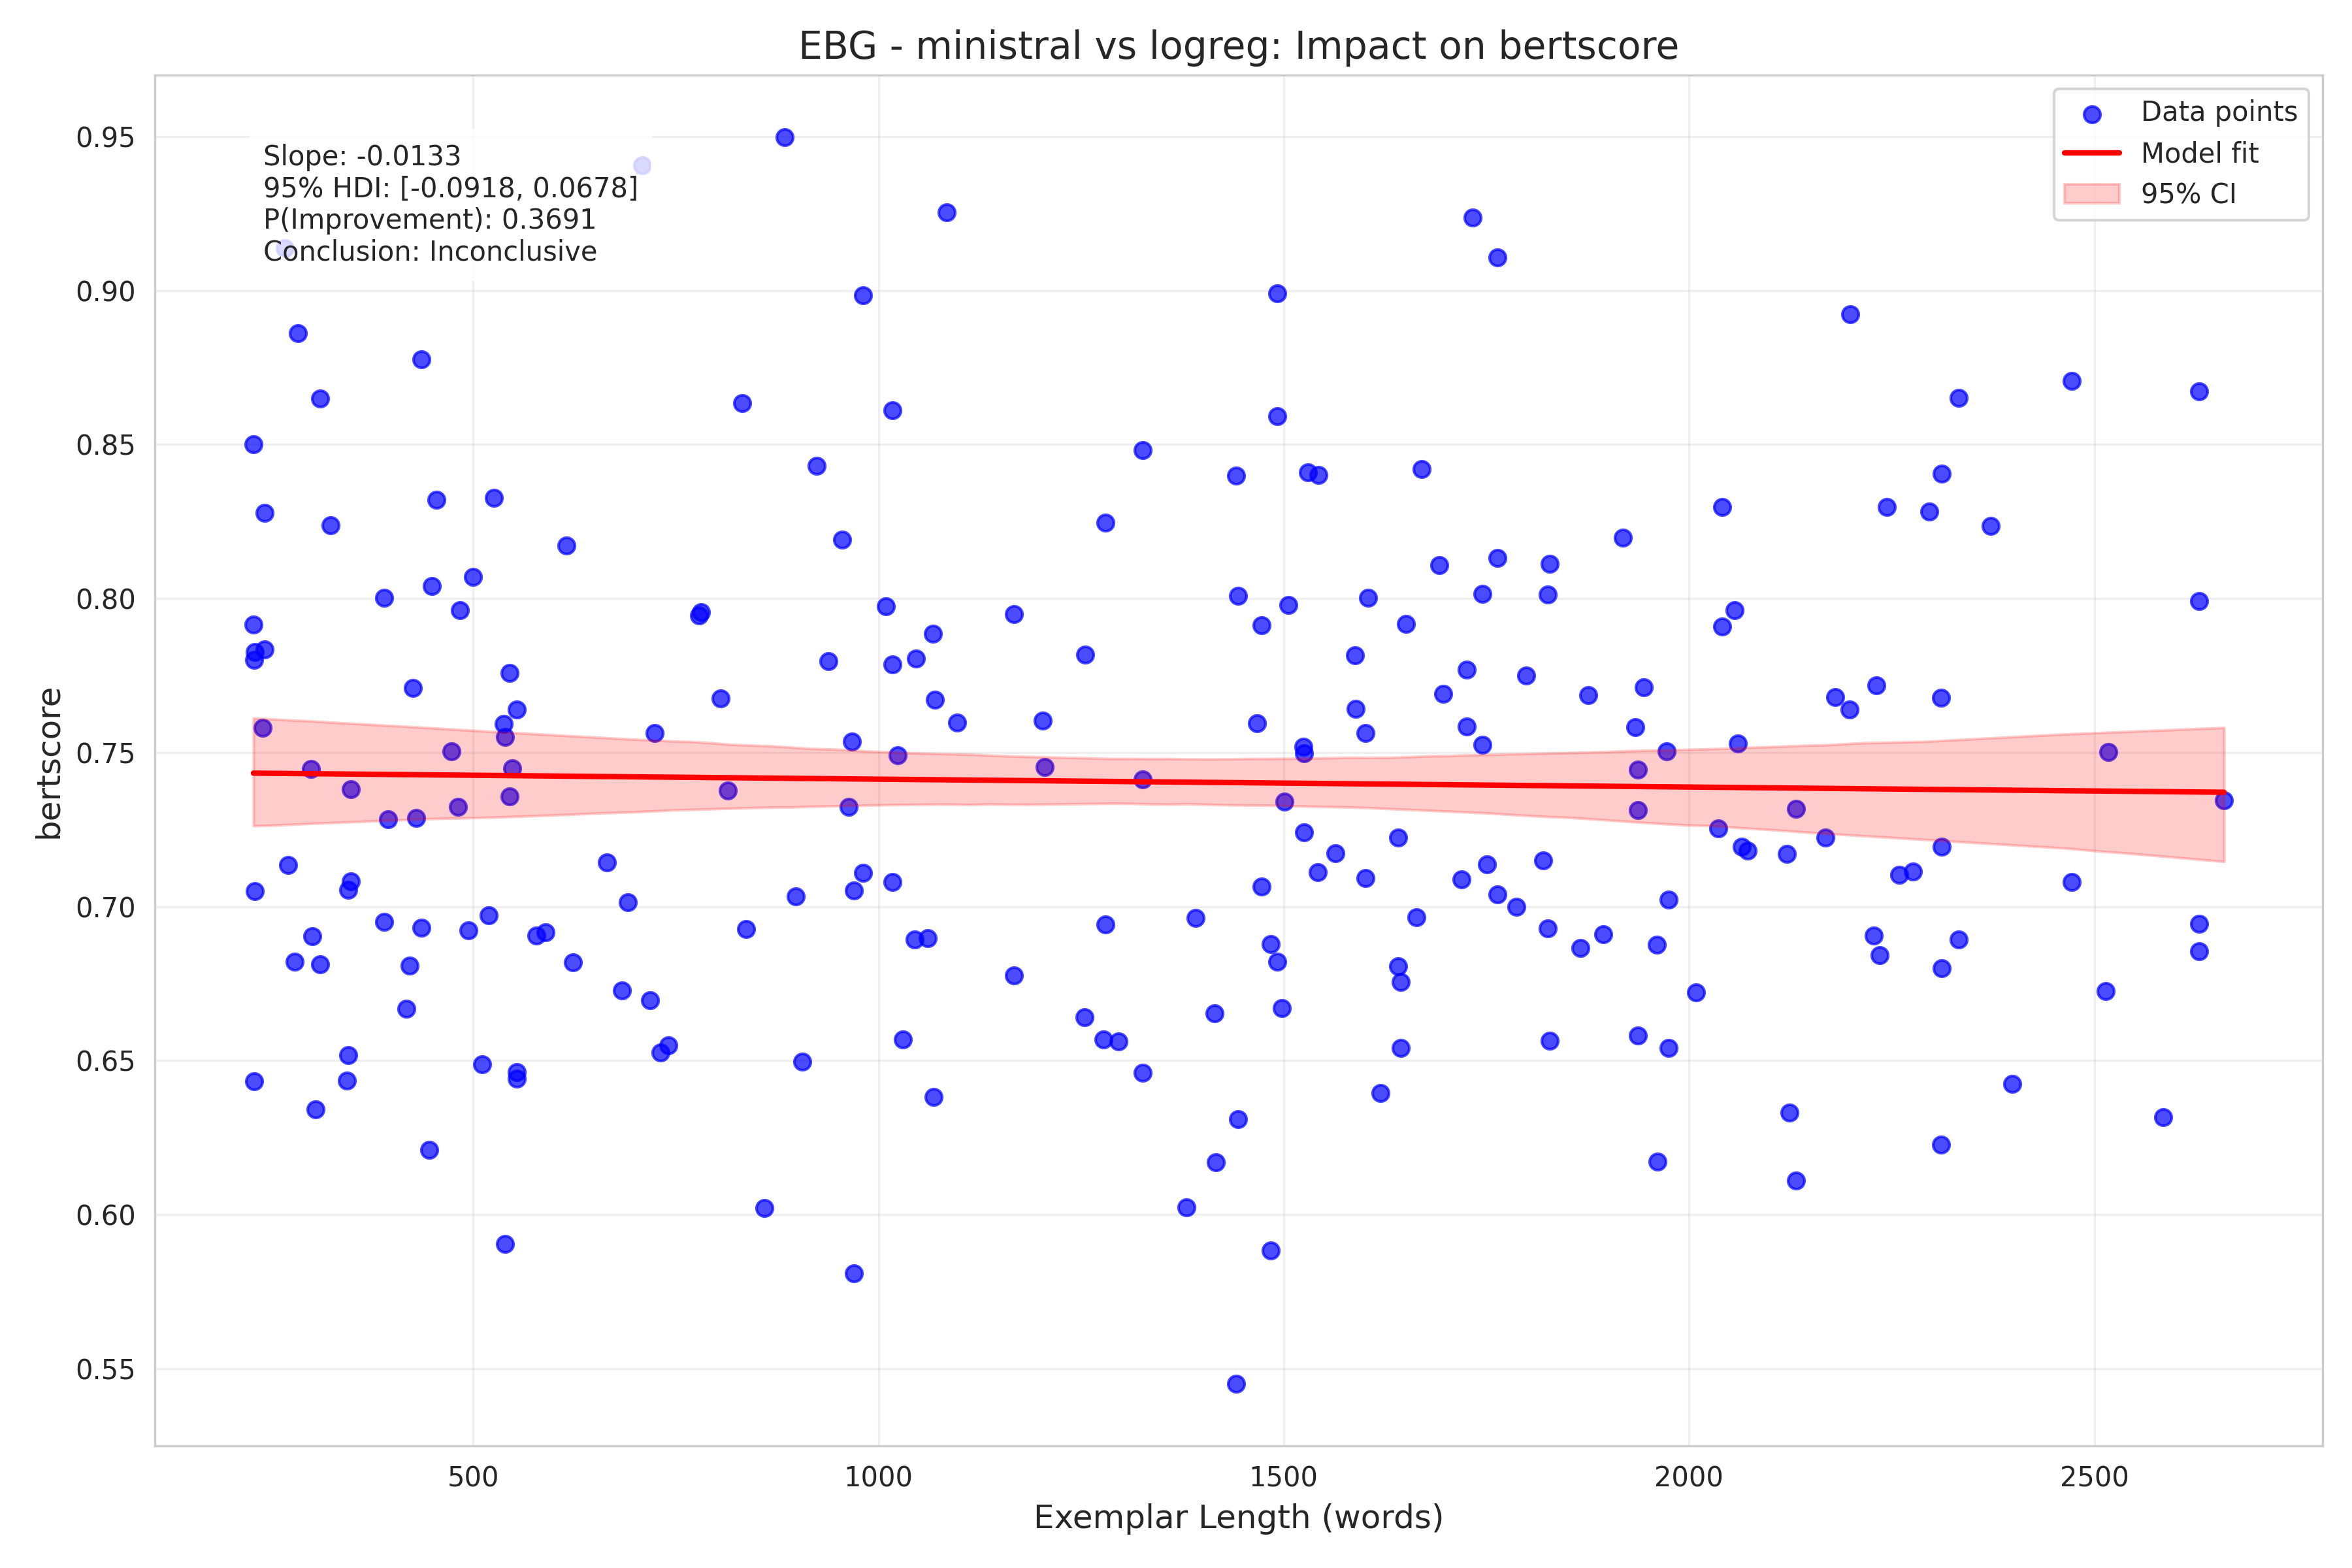 EBG - ministral vs logreg: Impact on bertscore
Slope: -0.0133
95% HDI: [-0.0918, 0.0678]
P(Improvement): 0.3691
Conclusion: Inconclusive
Data points
Model fit
95% CI
bertscore
0.95
0.90
0.85
0.80
0.75
0.70
0.65
0.60
0.55
500
1000
1500
2000
2500
Exemplar Length (words)